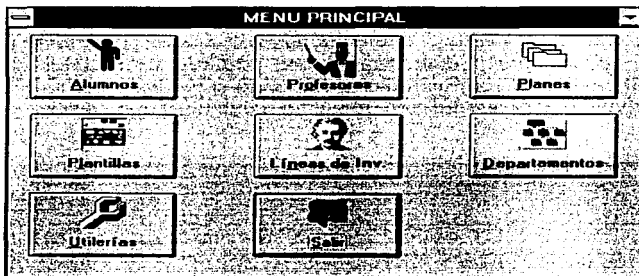 MENU PRINCIPAL
Alumnos Profesores Planes
Plantillas Líneas de Inv. Departamentos
Utilerías Salir